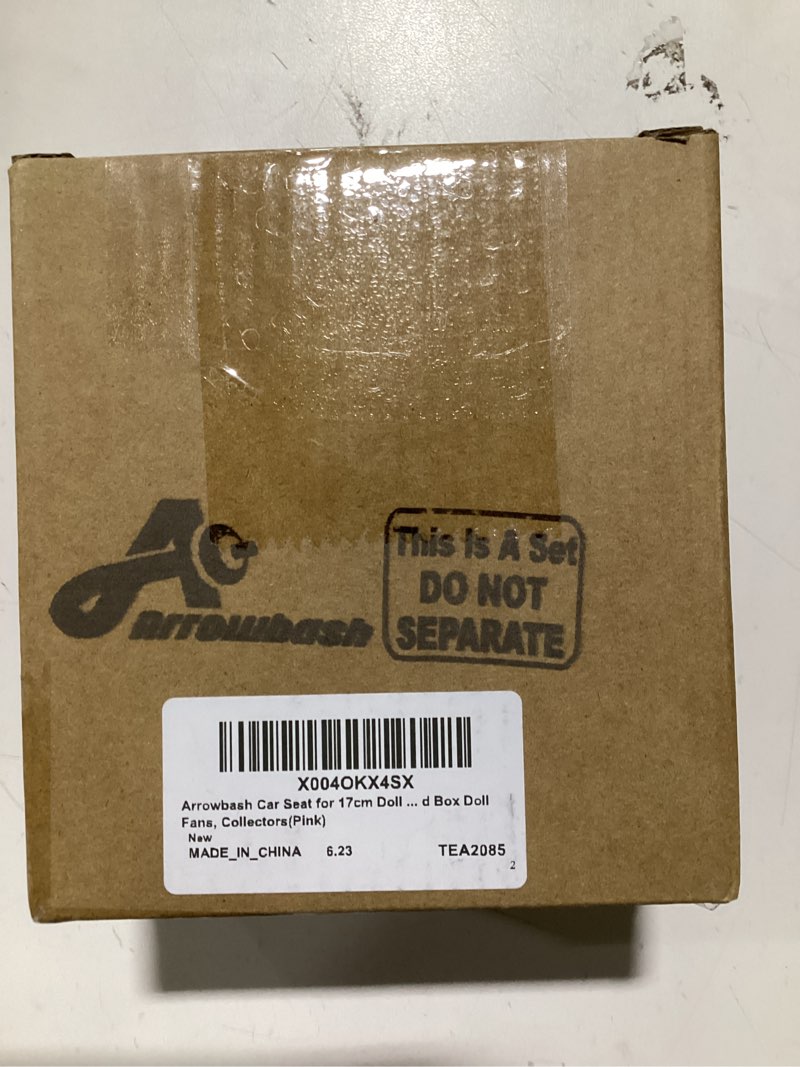 Arrowbash
This Is A Set
DO NOT
SEPARATE
X004OKX4SX
Arrowbash Car Seat for 17cm Doll ... d Box Doll
Fans, Collectors(Pink)
New
MADE_IN_CHINA 6.23 TEA2085
2